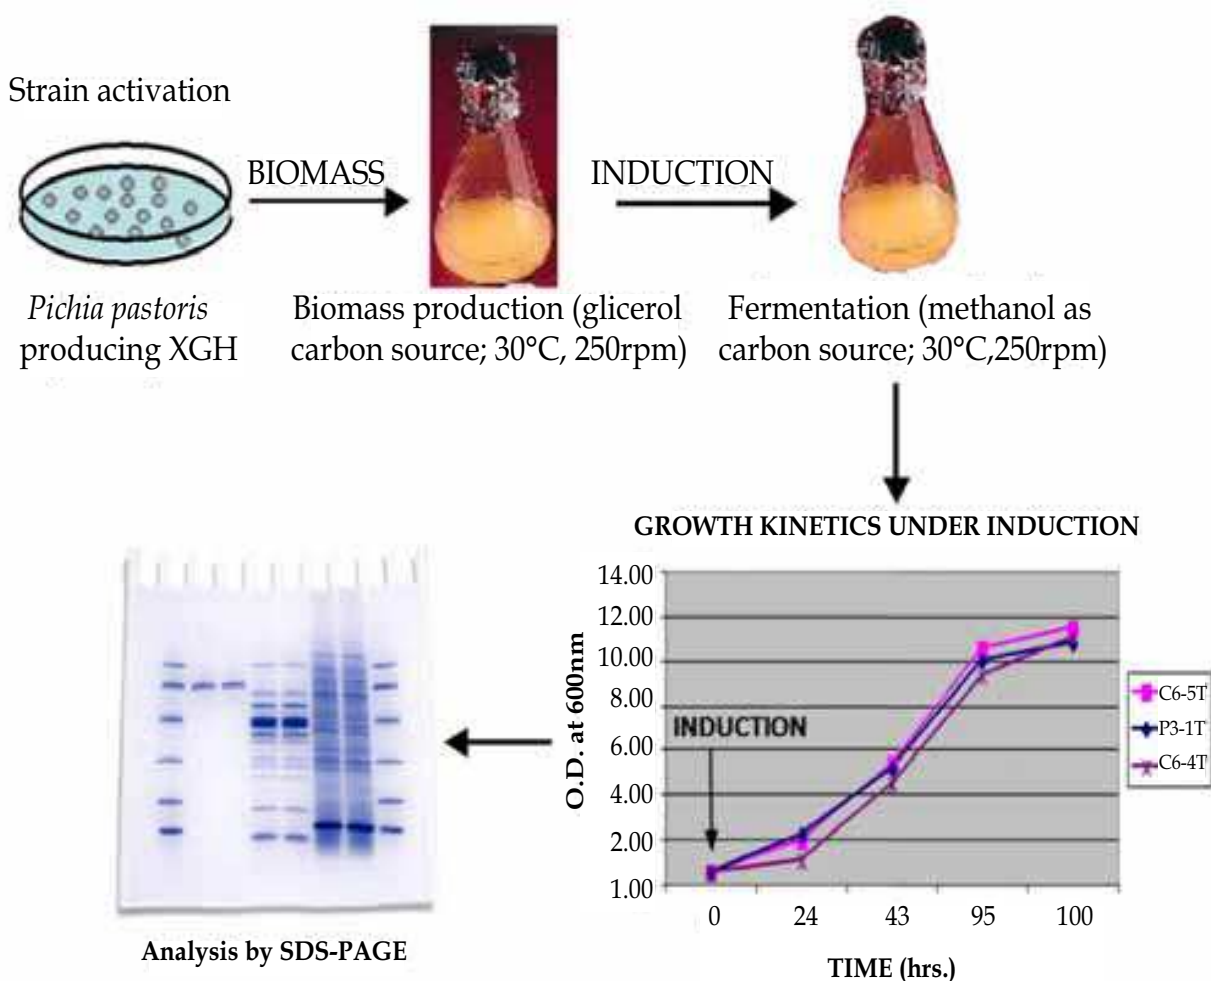 Strain activation
BIOMASS
INDUCTION
Pichia pastoris
producing XGH
Biomass production (glicerol
carbon source; 30°C, 250rpm)
Fermentation (methanol as
carbon source; 30°C,250rpm)
GROWTH KINETICS UNDER INDUCTION
O.D. at 600nm
14.00
12.00
10.00
8.00
6.00
4.00
2.00
1.00
INDUCTION
0 24 43 95 100
TIME (hrs.)
C6-5T
P3-1T
C6-4T
Analysis by SDS-PAGE